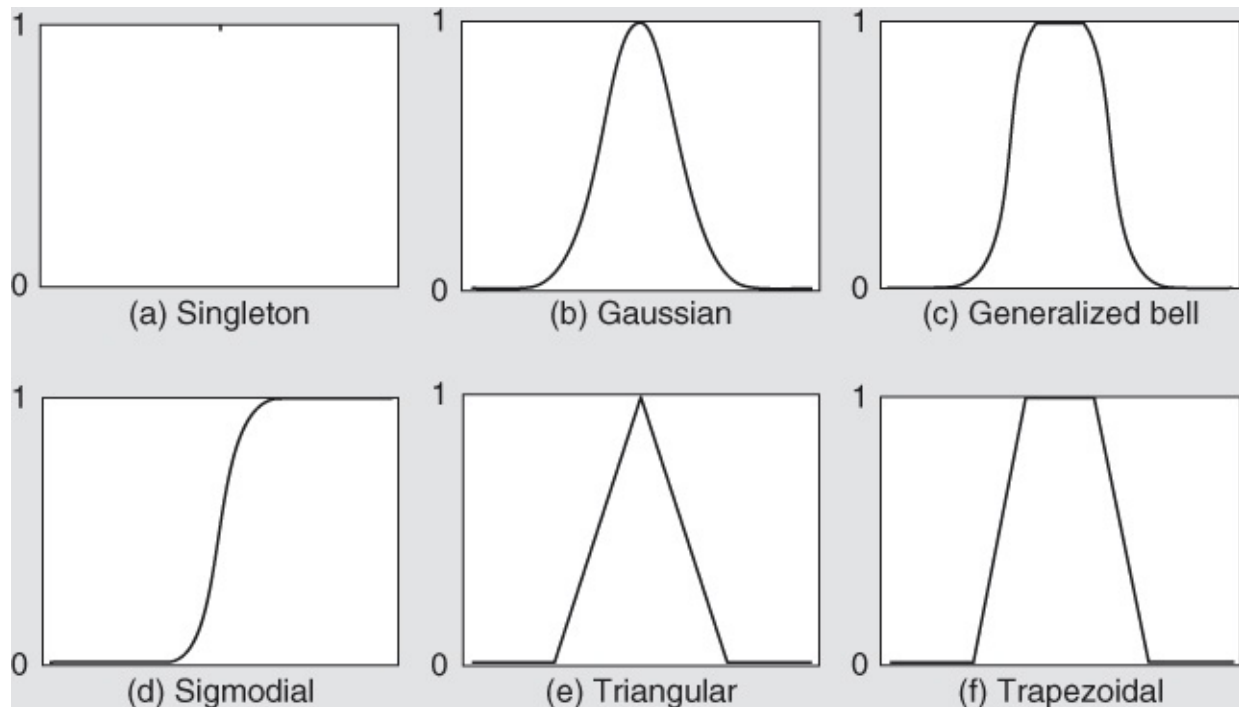 1
0
(a) Singleton
1
0
(b) Gaussian
1
0
(c) Generalized bell
1
0
(d) Sigmodial
1
0
(e) Triangular
1
0
(f) Trapezoidal